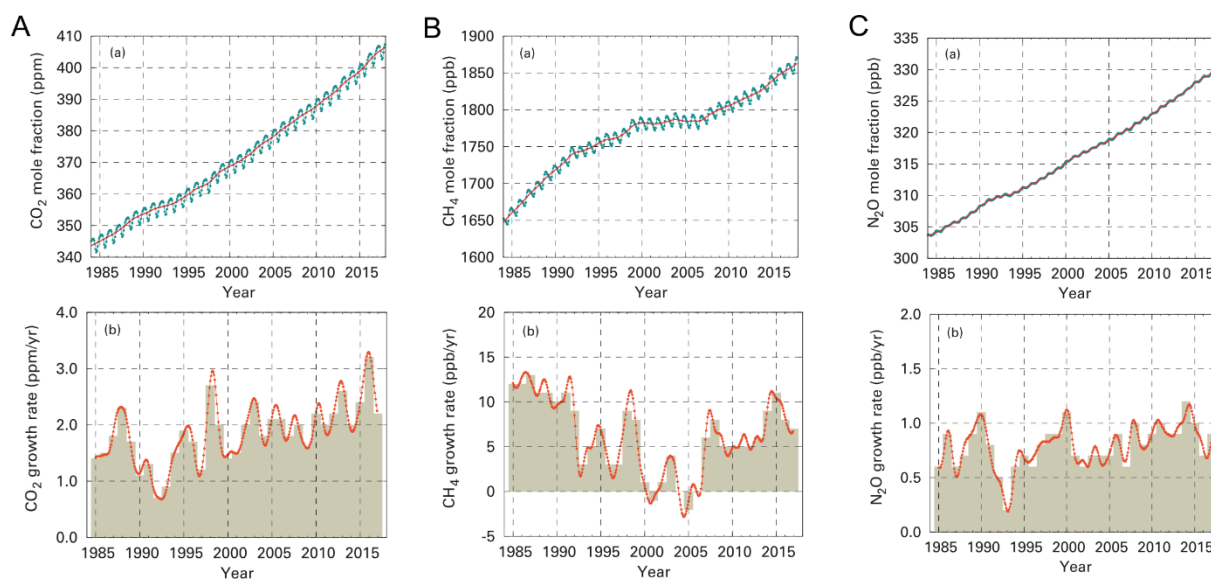 A
(a)
CO2 mole fraction (ppm)
410
400
390
380
370
360
350
340
1985 1990 1995 2000 2005 2010 2015
Year
(b)
CO2 growth rate (ppm/yr)
4.0
3.0
2.0
1.0
0.0
1985 1990 1995 2000 2005 2010 2015
Year
B
(a)
CH4 mole fraction (ppb)
1900
1850
1800
1750
1700
1650
1600
1985 1990 1995 2000 2005 2010 2015
Year
(b)
CH4 growth rate (ppb/yr)
20
15
10
5
0
-5
1985 1990 1995 2000 2005 2010 2015
Year
C
(a)
N2O mole fraction (ppb)
335
330
325
320
315
310
305
300
1985 1990 1995 2000 2005 2010 2015
Year
(b)
N2O growth rate (ppb/yr)
2.0
1.5
1.0
0.5
0.0
1985 1990 1995 2000 2005 2010 2015
Year